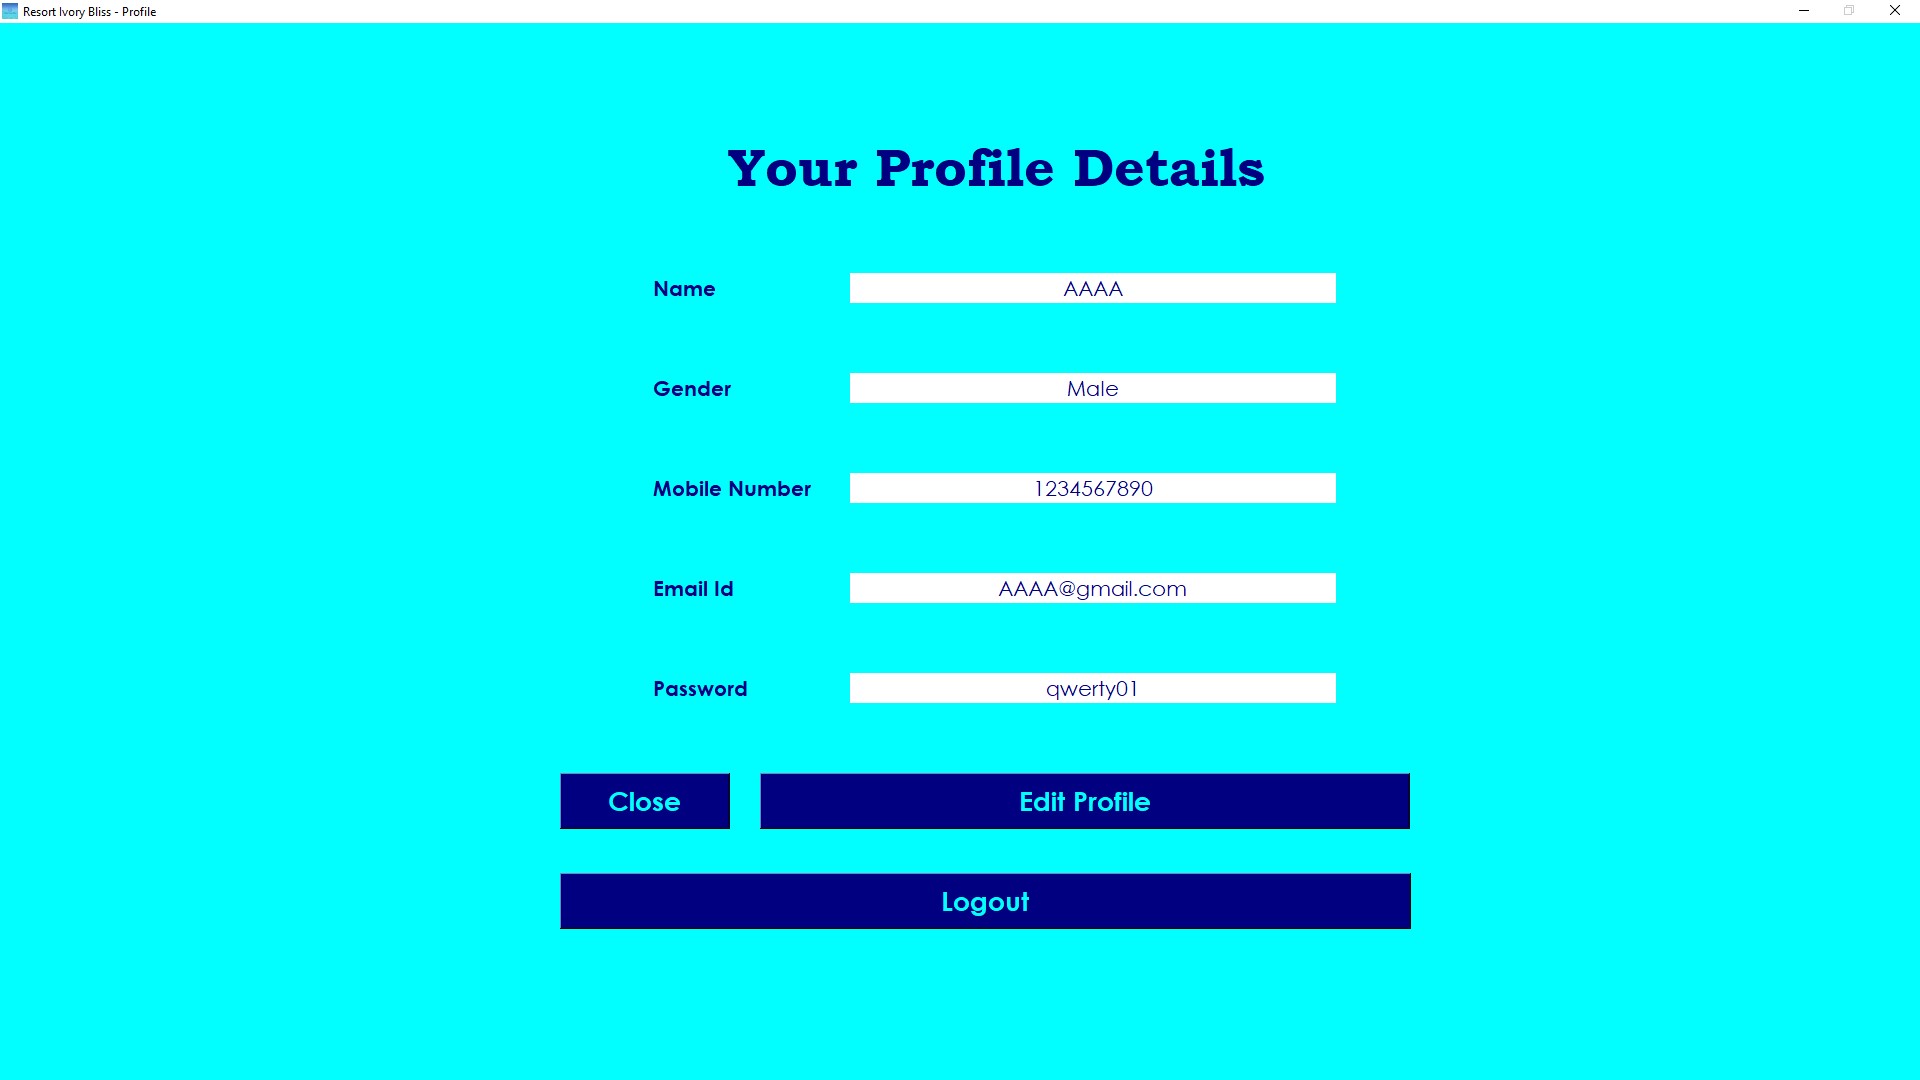 Resort Ivory Bliss - Profile
Your Profile Details
Name AAAA
Gender Male
Mobile Number 1234567890
Email Id AAAA@gmail.com
Password qwerty01
Close Edit Profile
Logout